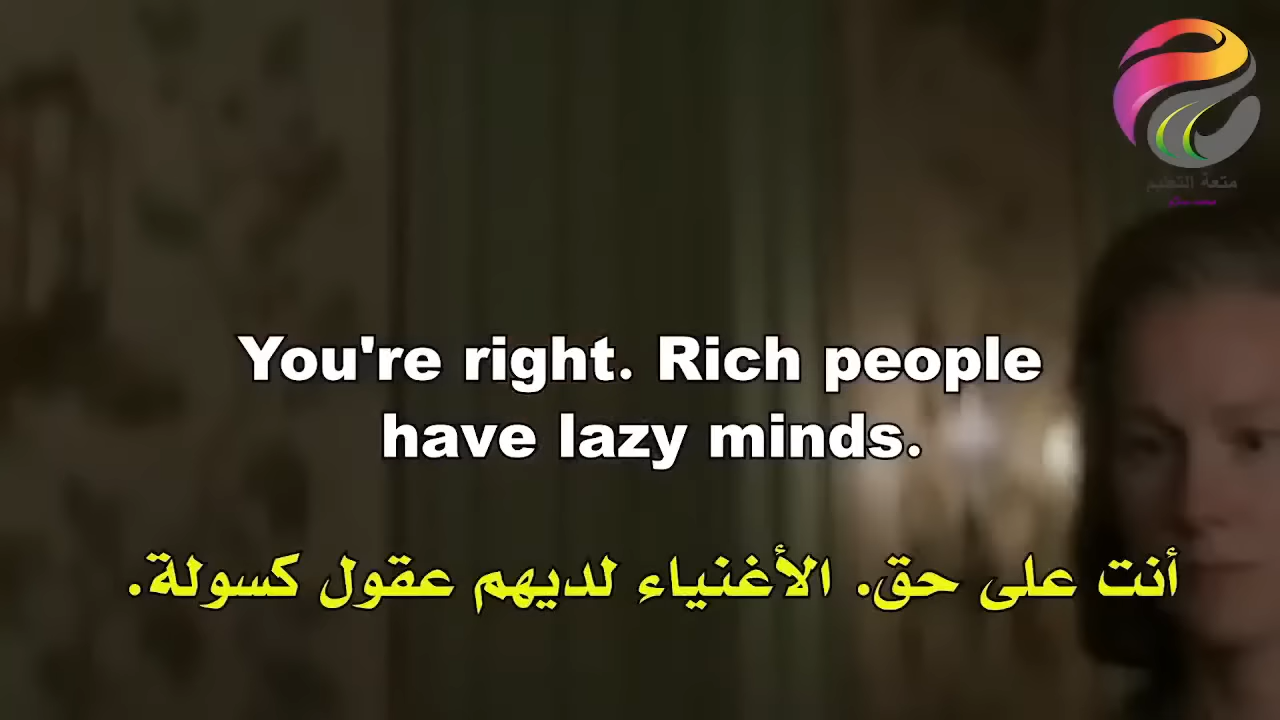 متعة التعليم
You're right. Rich people
have lazy minds.
أنت على حق. الأغنياء لديهم عقول كسولة.